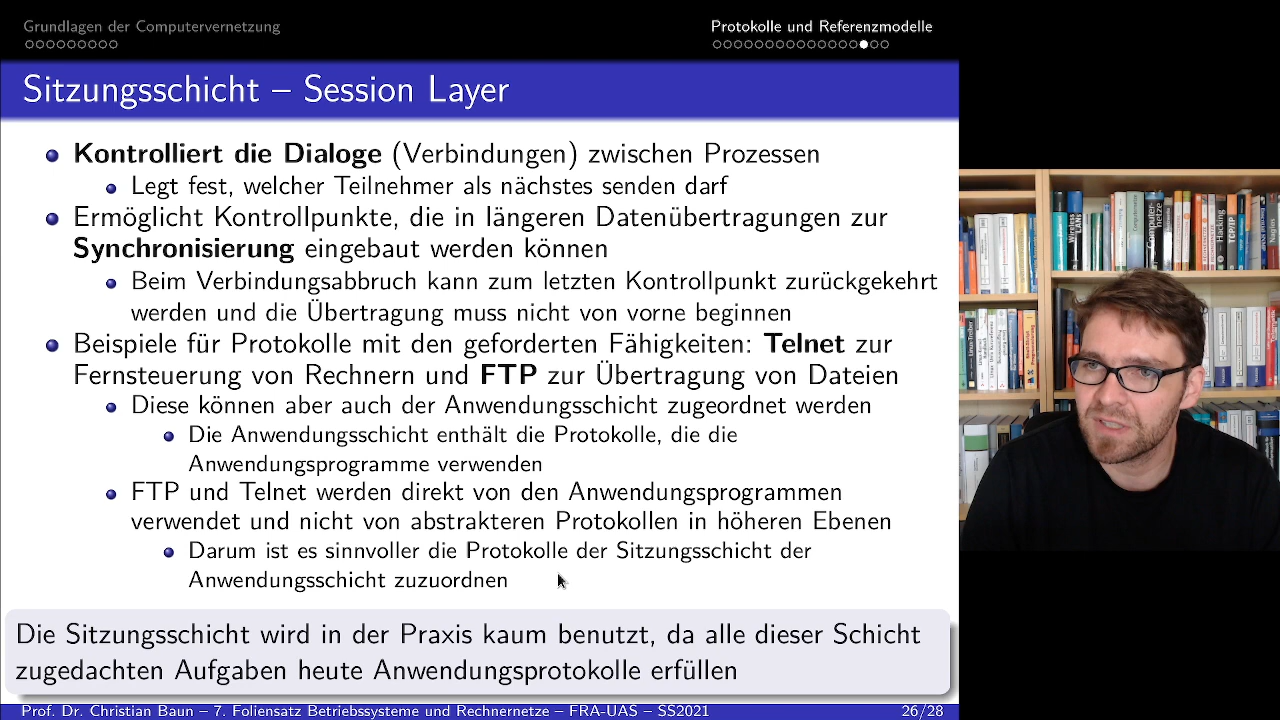 Grundlagen der Computervernetzung
Protokolle und Referenzmodelle
Sitzungsschicht – Session Layer
Kontrolliert die Dialoge (Verbindungen) zwischen Prozessen
Legt fest, welcher Teilnehmer als nächstes senden darf
Ermöglicht Kontrollpunkte, die in längeren Datenübertragungen zur
Synchronisierung eingebaut werden können
Beim Verbindungsabbruch kann zum letzten Kontrollpunkt zurückgekehrt
werden und die Übertragung muss nicht von vorne beginnen
Beispiele für Protokolle mit den geforderten Fähigkeiten: Telnet zur
Fernsteuerung von Rechnern und FTP zur Übertragung von Dateien
Diese können aber auch der Anwendungsschicht zugeordnet werden
Die Anwendungsschicht enthält die Protokolle, die die
Anwendungsprogramme verwenden
FTP und Telnet werden direkt von den Anwendungsprogrammen
verwendet und nicht von abstrakteren Protokollen in höheren Ebenen
Darum ist es sinnvoller die Protokolle der Sitzungsschicht der
Anwendungsschicht zuzuordnen
Die Sitzungsschicht wird in der Praxis kaum benutzt, da alle dieser Schicht
zugedachten Aufgaben heute Anwendungsprotokolle erfüllen
Prof. Dr. Christian Baun – 7. Foliensatz Betriebssysteme und Rechnernetze – FRA-UAS – SS2021
26/28
Wireless LANs
Computer-
Netze
Hacking
TCP/IP